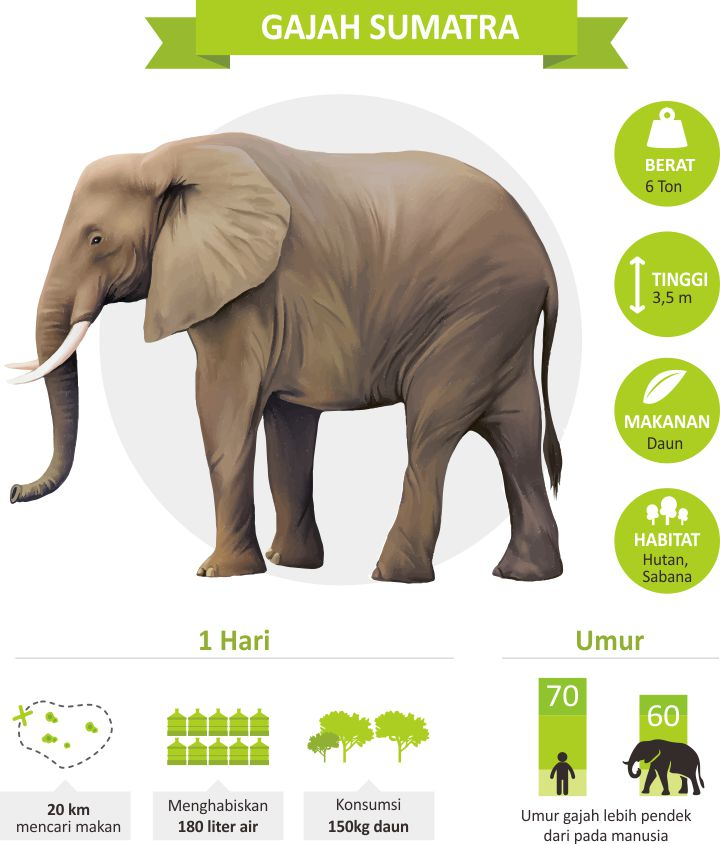 GAJAH SUMATRA
BERAT
6 Ton
TINGGI
3,5 m
MAKANAN
Daun
HABITAT
Hutan,
Sabana
1 Hari
20 km
mencari makan
Menghabiskan
180 liter air
Konsumsi
150kg daun
Umur
70
60
Umur gajah lebih pendek
dari pada manusia